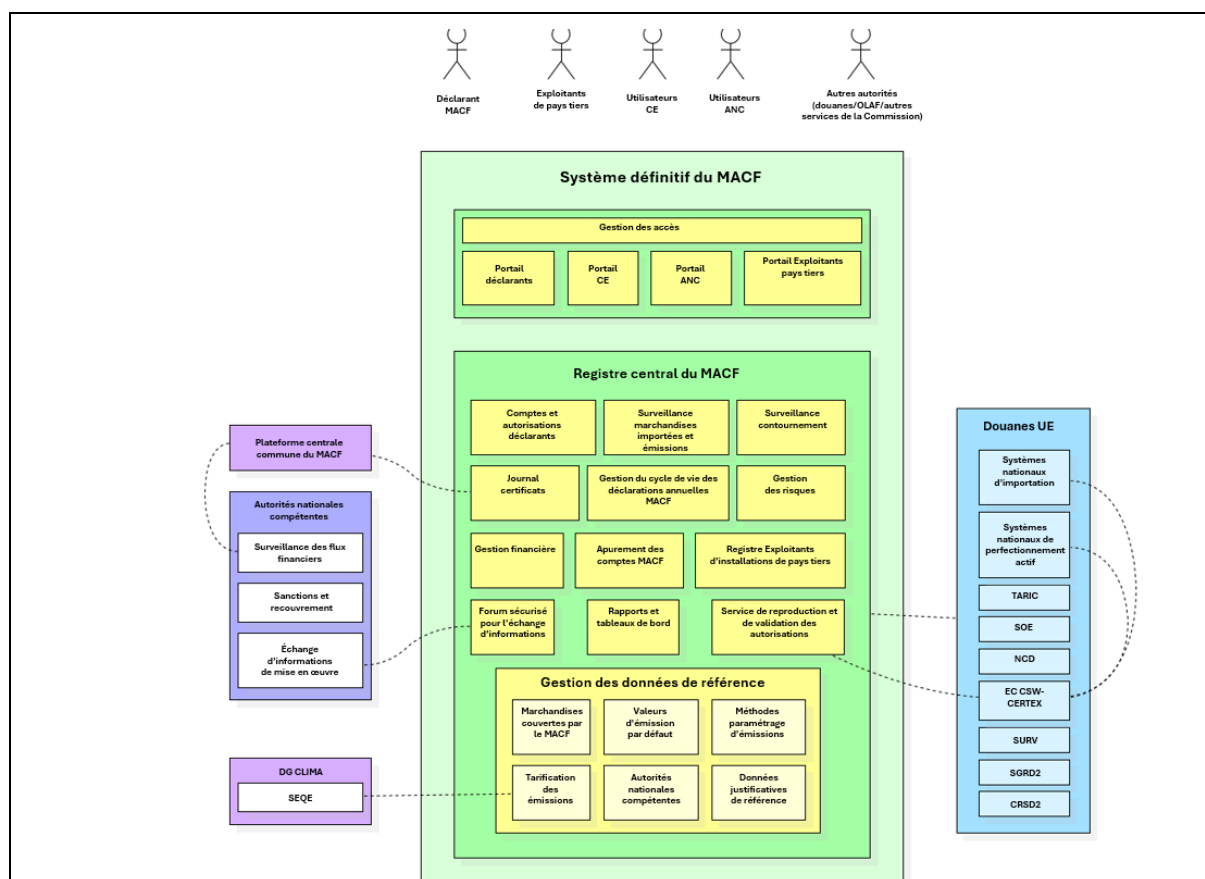 Déclarant
MACF
Exploitants
de pays tiers
Utilisateurs
CE
Utilisateurs
ANC
Autres autorités
(douanes/OLAF/autres
services de la Commission)
Système définitif du MACF
Gestion des accès
Portail
déclarants
Portail
CE
Portail
ANC
Portail Exploitants
pays tiers
Registre central du MACF
Comptes et
autorisations
déclarants
Surveillance
marchandises
importées et
émissions
Surveillance
contournement
Journal
certificats
Gestion du cycle de vie des
déclarations annuelles
MACF
Gestion
des risques
Gestion financière
Apurement des
comptes MACF
Registre Exploitants
d'installations de pays tiers
Forum sécurisé
pour l'échange
d'informations
Rapports et
tableaux de bord
Service de reproduction et
de validation des
autorisations
Gestion des données de référence
Marchandises
couvertes par
le MACF
Valeurs
d'émission
par défaut
Méthodes
paramétrage
d'émissions
Tarification
des
émissions
Autorités
nationales
compétentes
Données
justificatives
de référence
Plateforme centrale
commune du MACF
Autorités nationales
compétentes
Surveillance des flux
financiers
Sanctions et
recouvrement
Échange
d'informations
de mise en œuvre
DG CLIMA
SEQE
Douanes UE
Systèmes
nationaux
d'importation
Systèmes
nationaux de
perfectionnement
actif
TARIC
SOE
NCD
EC CSW-
CERTEX
SURV
SGRD2
CRSD2